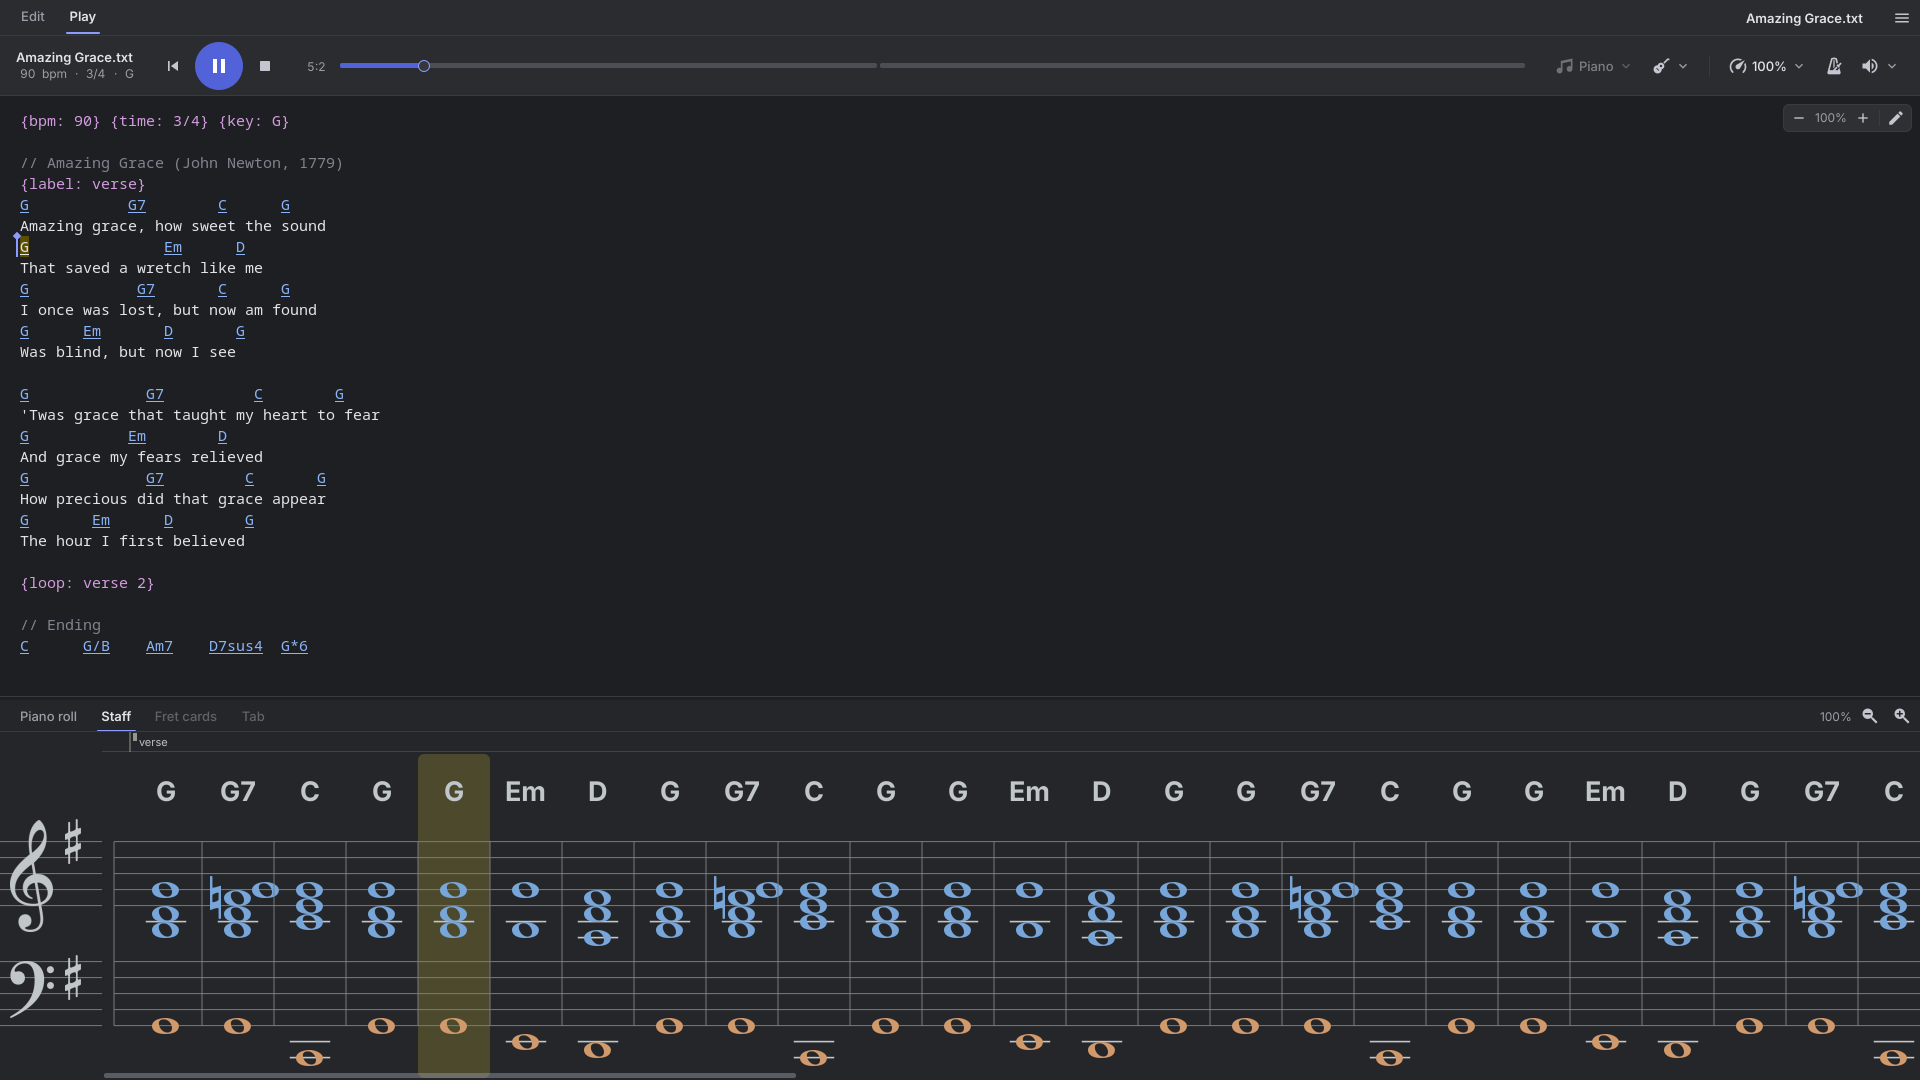 Edit Play Amazing Grace.txt
Amazing Grace.txt
90 bpm · 3/4 · G
5:2 Piano 100%
{bpm: 90} {time: 3/4} {key: G}
100%
// Amazing Grace (John Newton, 1779)
{label: verse}
G G7 C G
Amazing grace, how sweet the sound
G Em D
That saved a wretch like me
G G7 C G
I once was lost, but now am found
G Em D G
Was blind, but now I see
G G7 C G
'Twas grace that taught my heart to fear
G Em D
And grace my fears relieved
G G7 C G
How precious did that grace appear
G Em D G
The hour I first believed
{loop: verse 2}
// Ending
C G/B Am7 D7sus4 G*6
Piano roll Staff Fret cards Tab 100%
verse
G G7 C G G Em D G G7 C G G Em D G G G7 C G G Em D G G7 C